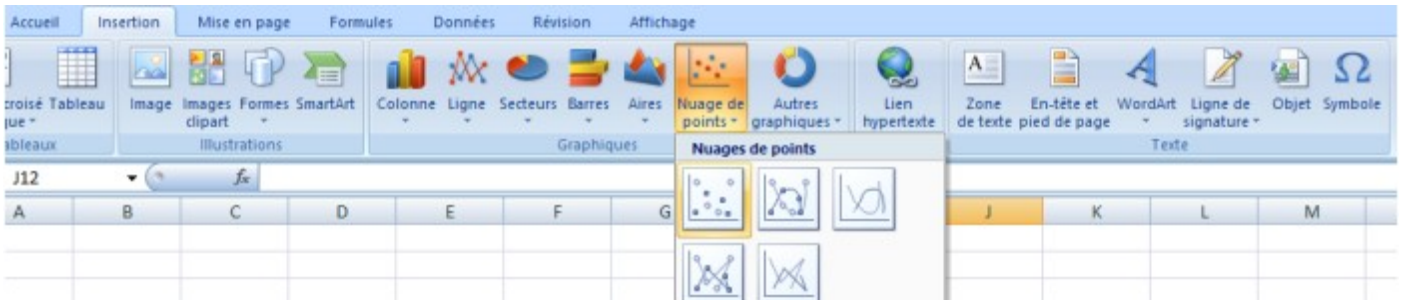 Accueil Insertion Mise en page Formules Données Révision Affichage
croisé Tableau Image Images Formes SmartArt Colonne Ligne Secteurs Barres Aires Nuage de Autres Lien Zone En-tête et WordArt Ligne de Objet Symbole
que clipart points graphiques hypertexte de texte pied de page signature
ableaux Illustrations Graphiques Texte
Nuages de points
J12 fx
A B C D E F G J K L M